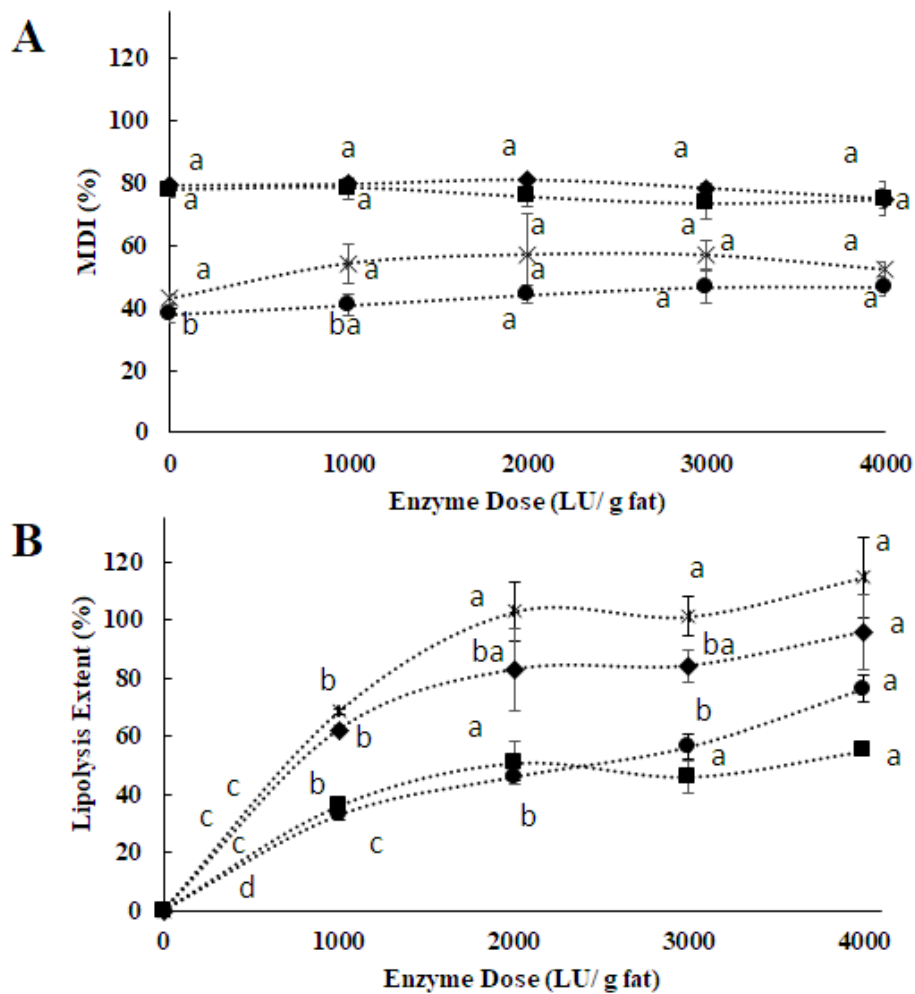 A
120
100
80
60
40
20
0
MDI (%)
a a a a a
a a a a a
a a a a a
b ba a a a
0 1000 2000 3000 4000
Enzyme Dose (LU/ g fat)
B
120
100
80
60
40
20
0
Lipolysis Extent (%)
a a a
b ba ba a
b a b a
c b a a
c b
c c
d
0 1000 2000 3000 4000
Enzyme Dose (LU/ g fat)